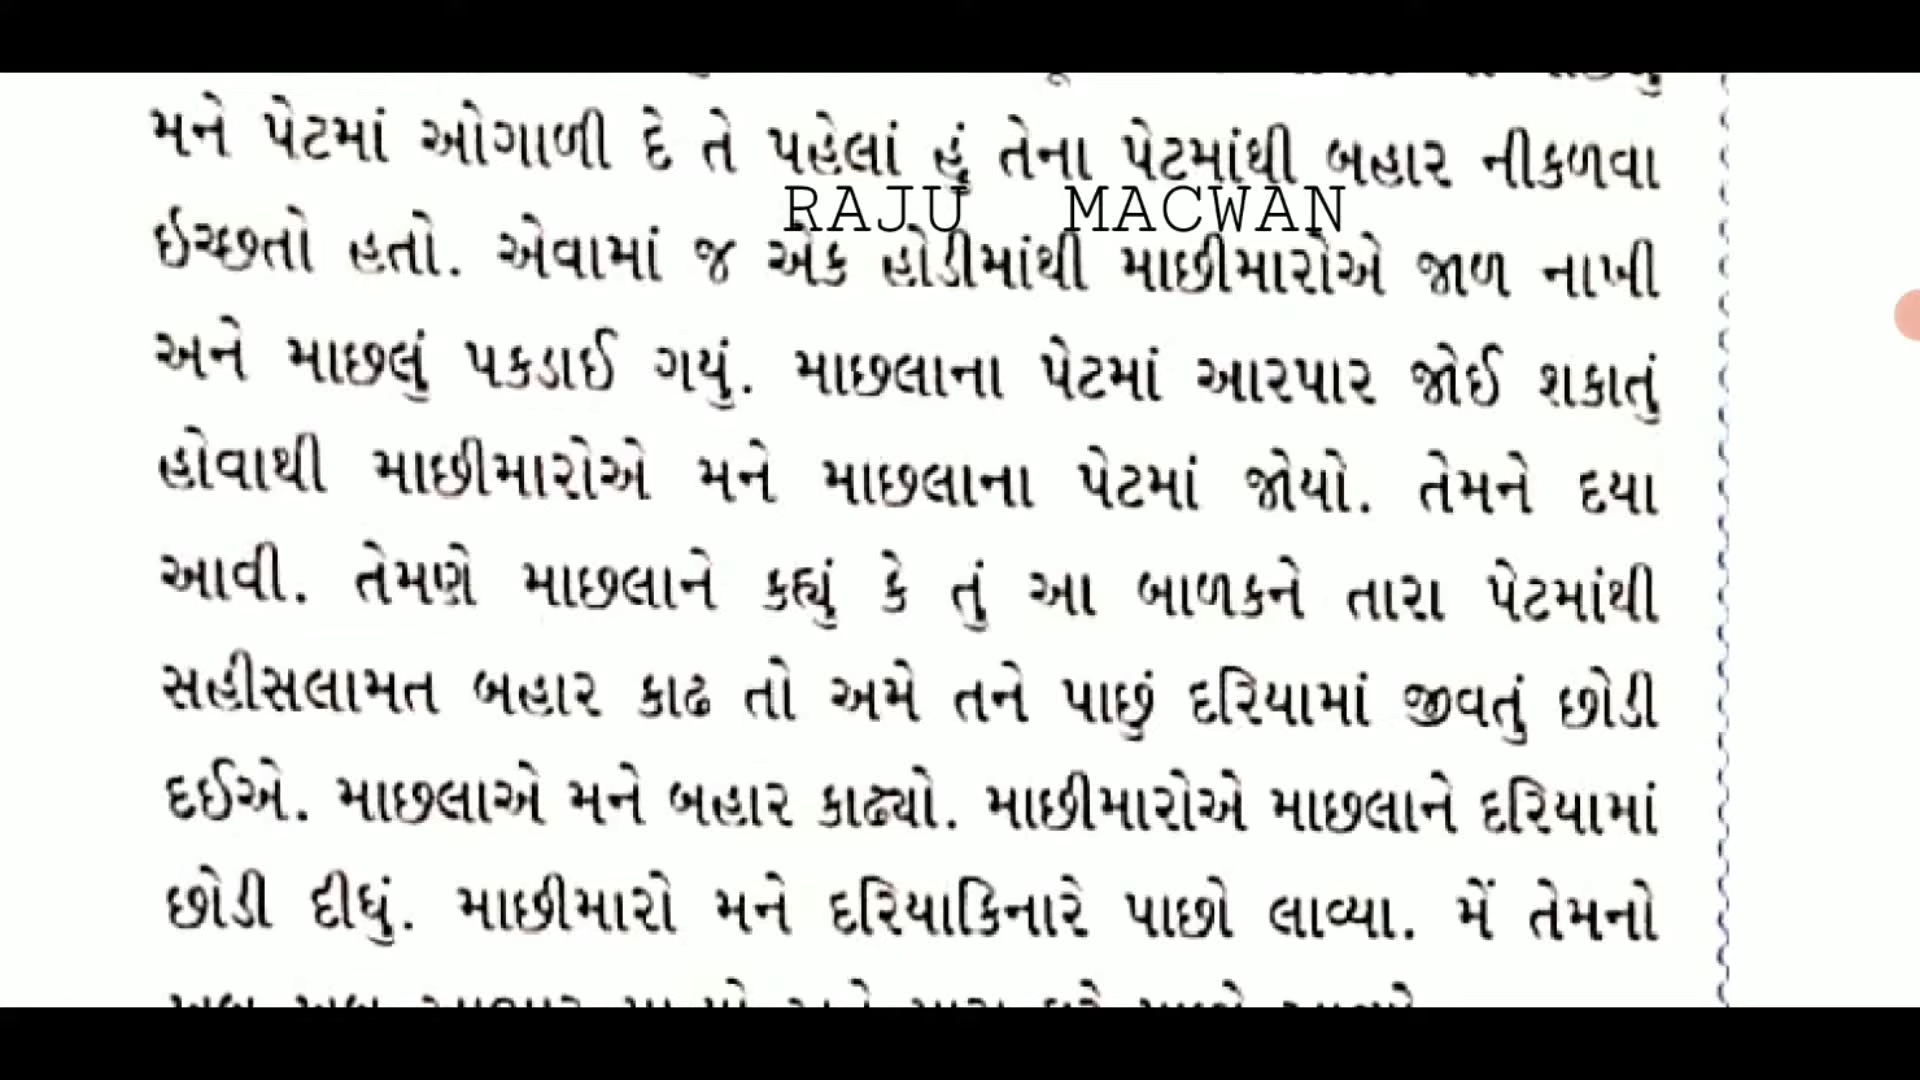 મને પેટમાં ઓગાળી દે તે પહેલાં હું તેના પેટમાંથી બહાર નીકળવા
RAJU MACWAN
ઈચ્છતો હતો. એવામાં જ એક હોડીમાંથી માછીમારોએ જાળ નાખી
અને માછલું પકડાઈ ગયું. માછલાના પેટમાં આરપાર જોઈ શકાતું
હોવાથી માછીમારોએ મને માછલાના પેટમાં જોયો. તેમને દયા
આવી. તેમણે માછલાને કહ્યું કે તું આ બાળકને તારા પેટમાંથી
સહીસલામત બહાર કાઢ તો અમે તને પાછું દરિયામાં જીવતું છોડી
દઈએ. માછલાએ મને બહાર કાઢ્યો. માછીમારોએ માછલાને દરિયામાં
છોડી દીધું. માછીમારો મને દરિયાકિનારે પાછો લાવ્યા. મેં તેમનો